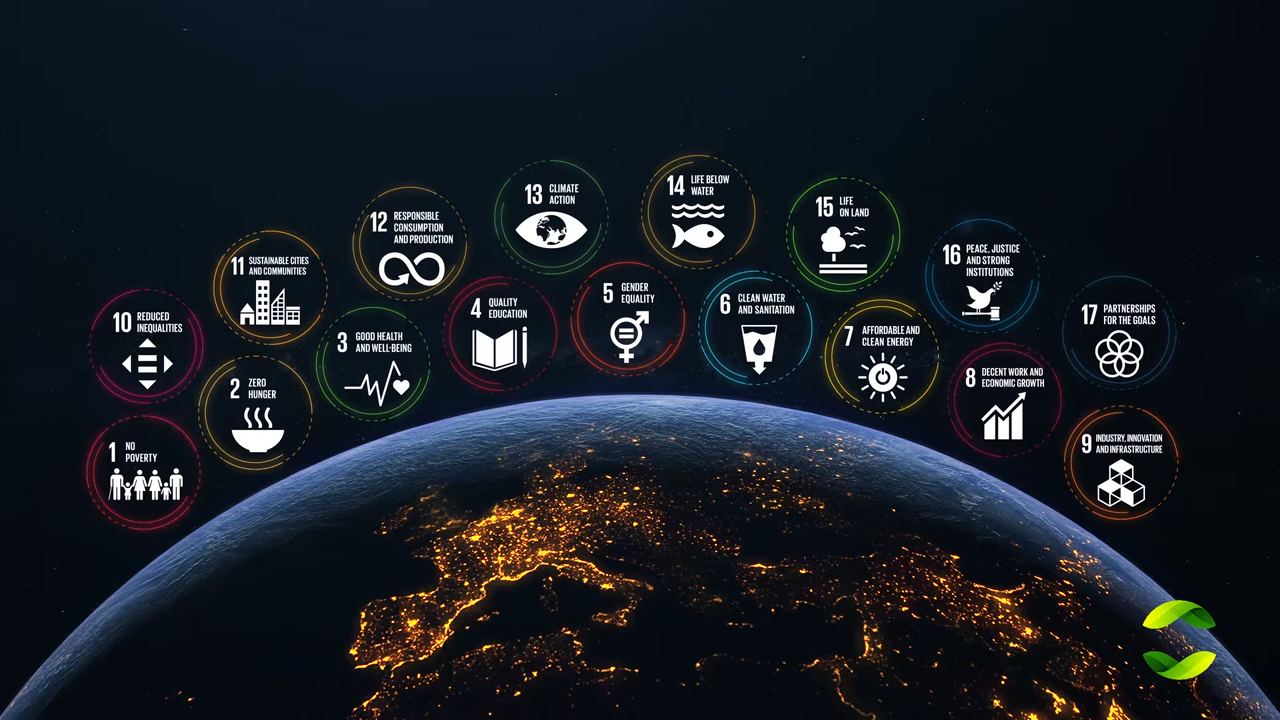 1 NO
POVERTY
2 ZERO
HUNGER
3 GOOD HEALTH
AND WELL-BEING
4 QUALITY
EDUCATION
5 GENDER
EQUALITY
6 CLEAN WATER
AND SANITATION
7 AFFORDABLE AND
CLEAN ENERGY
8 DECENT WORK AND
ECONOMIC GROWTH
9 INDUSTRY, INNOVATION
AND INFRASTRUCTURE
10 REDUCED
INEQUALITIES
11 SUSTAINABLE CITIES
AND COMMUNITIES
12 RESPONSIBLE
CONSUMPTION
AND PRODUCTION
13 CLIMATE
ACTION
14 LIFE BELOW
WATER
15 LIFE
ON LAND
16 PEACE, JUSTICE
AND STRONG
INSTITUTIONS
17 PARTNERSHIPS
FOR THE GOALS